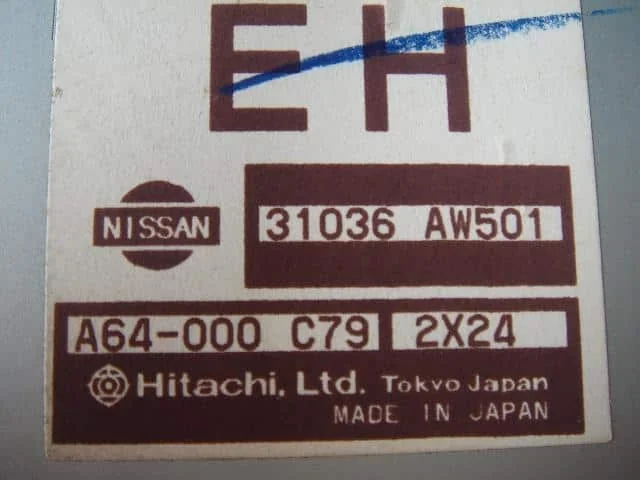 EH
NISSAN
31036 AW501
A64-000 C79 2X24
Hitachi, Ltd. Tokyo Japan
MADE IN JAPAN